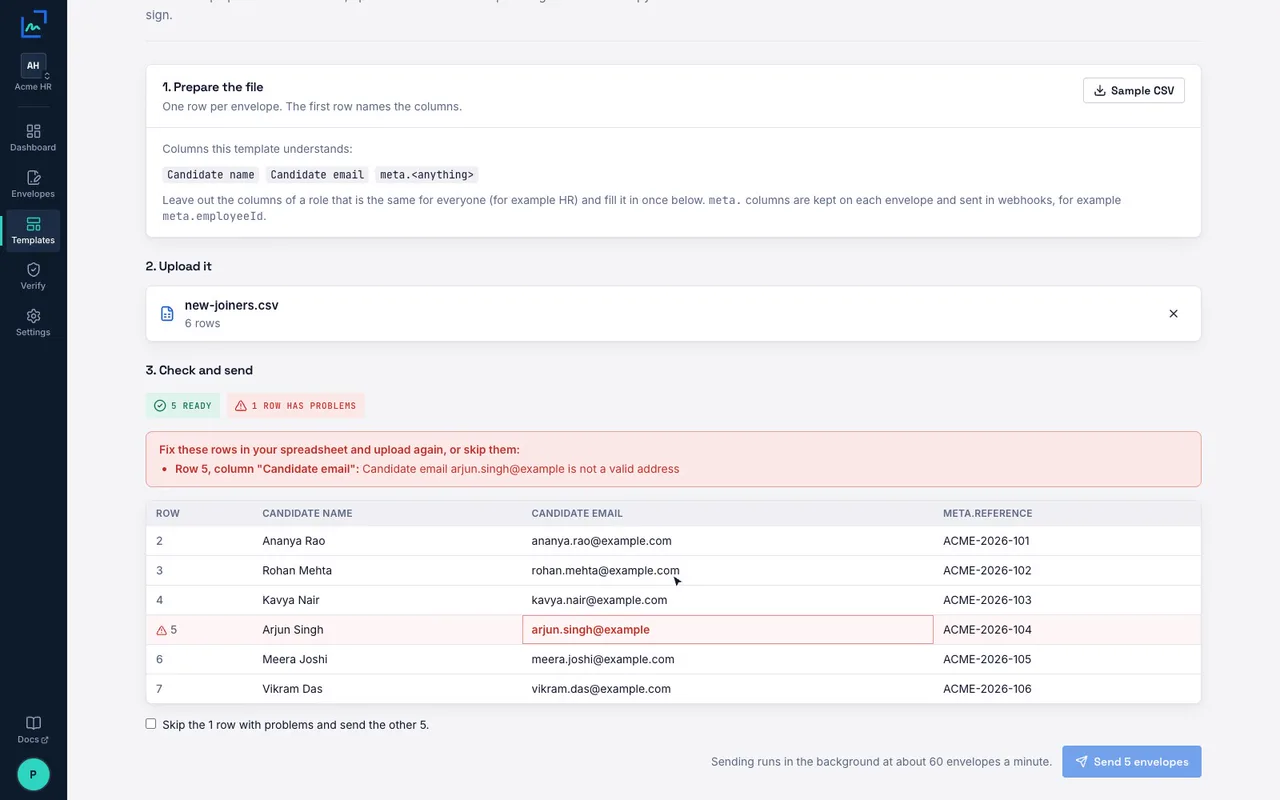 sign.
AH
Acme HR
Dashboard
Envelopes
Templates
Verify
Settings
Docs
P
1. Prepare the file
One row per envelope. The first row names the columns.
Sample CSV
Columns this template understands:
Candidate name Candidate email meta.<anything>
Leave out the columns of a role that is the same for everyone (for example HR) and fill it in once below. meta. columns are kept on each envelope and sent in webhooks, for example
meta.employeeId.
2. Upload it
new-joiners.csv
6 rows
3. Check and send
5 READY 1 ROW HAS PROBLEMS
Fix these rows in your spreadsheet and upload again, or skip them:
• Row 5, column "Candidate email": Candidate email arjun.singh@example is not a valid address
ROW CANDIDATE NAME CANDIDATE EMAIL META.REFERENCE
2 Ananya Rao ananya.rao@example.com ACME-2026-101
3 Rohan Mehta rohan.mehta@example.com ACME-2026-102
4 Kavya Nair kavya.nair@example.com ACME-2026-103
5 Arjun Singh arjun.singh@example ACME-2026-104
6 Meera Joshi meera.joshi@example.com ACME-2026-105
7 Vikram Das vikram.das@example.com ACME-2026-106
Skip the 1 row with problems and send the other 5.
Sending runs in the background at about 60 envelopes a minute. Send 5 envelopes